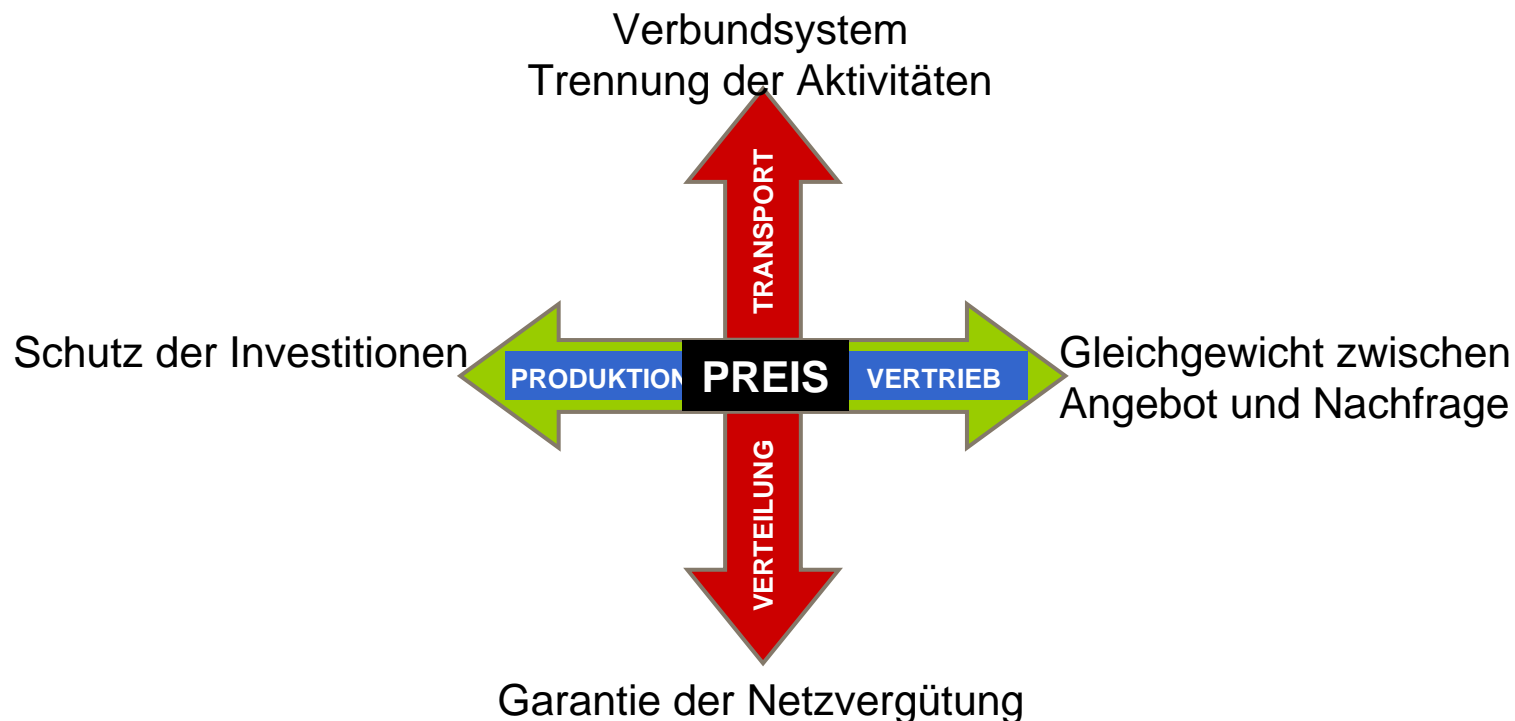 Verbundsystem
Trennung der Aktivitäten
TRANSPORT
Schutz der Investitionen
PRODUKTION
PREIS
VERTRIEB
Gleichgewicht zwischen
Angebot und Nachfrage
VERTEILUNG
Garantie der Netzvergütung